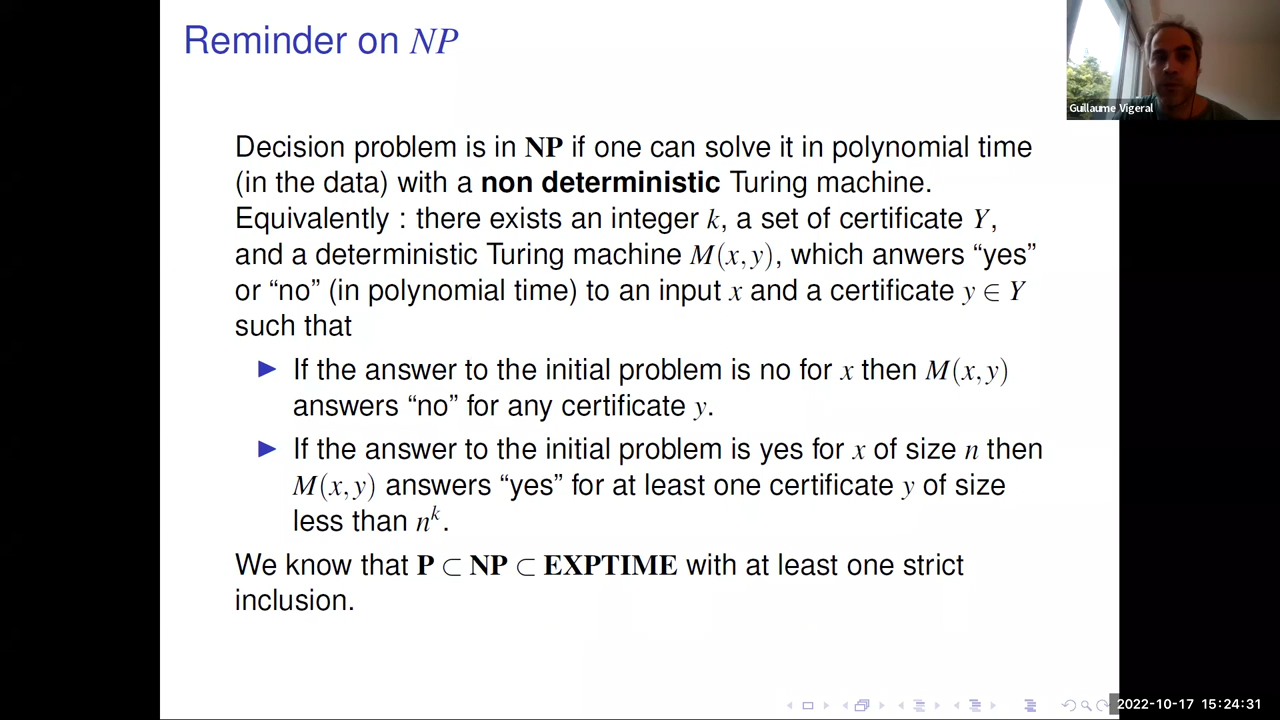 Reminder on NP
Guillaume Vigeral
Decision problem is in NP if one can solve it in polynomial time
(in the data) with a non deterministic Turing machine.
Equivalently : there exists an integer k, a set of certificate Y,
and a deterministic Turing machine M(x,y), which anwers “yes”
or “no” (in polynomial time) to an input x and a certificate y ∈ Y
such that
▶ If the answer to the initial problem is no for x then M(x,y)
answers “no” for any certificate y.
▶ If the answer to the initial problem is yes for x of size n then
M(x,y) answers “yes” for at least one certificate y of size
less than n^k.
We know that P ⊂ NP ⊂ EXPTIME with at least one strict
inclusion.
2022-10-17 15:24:31